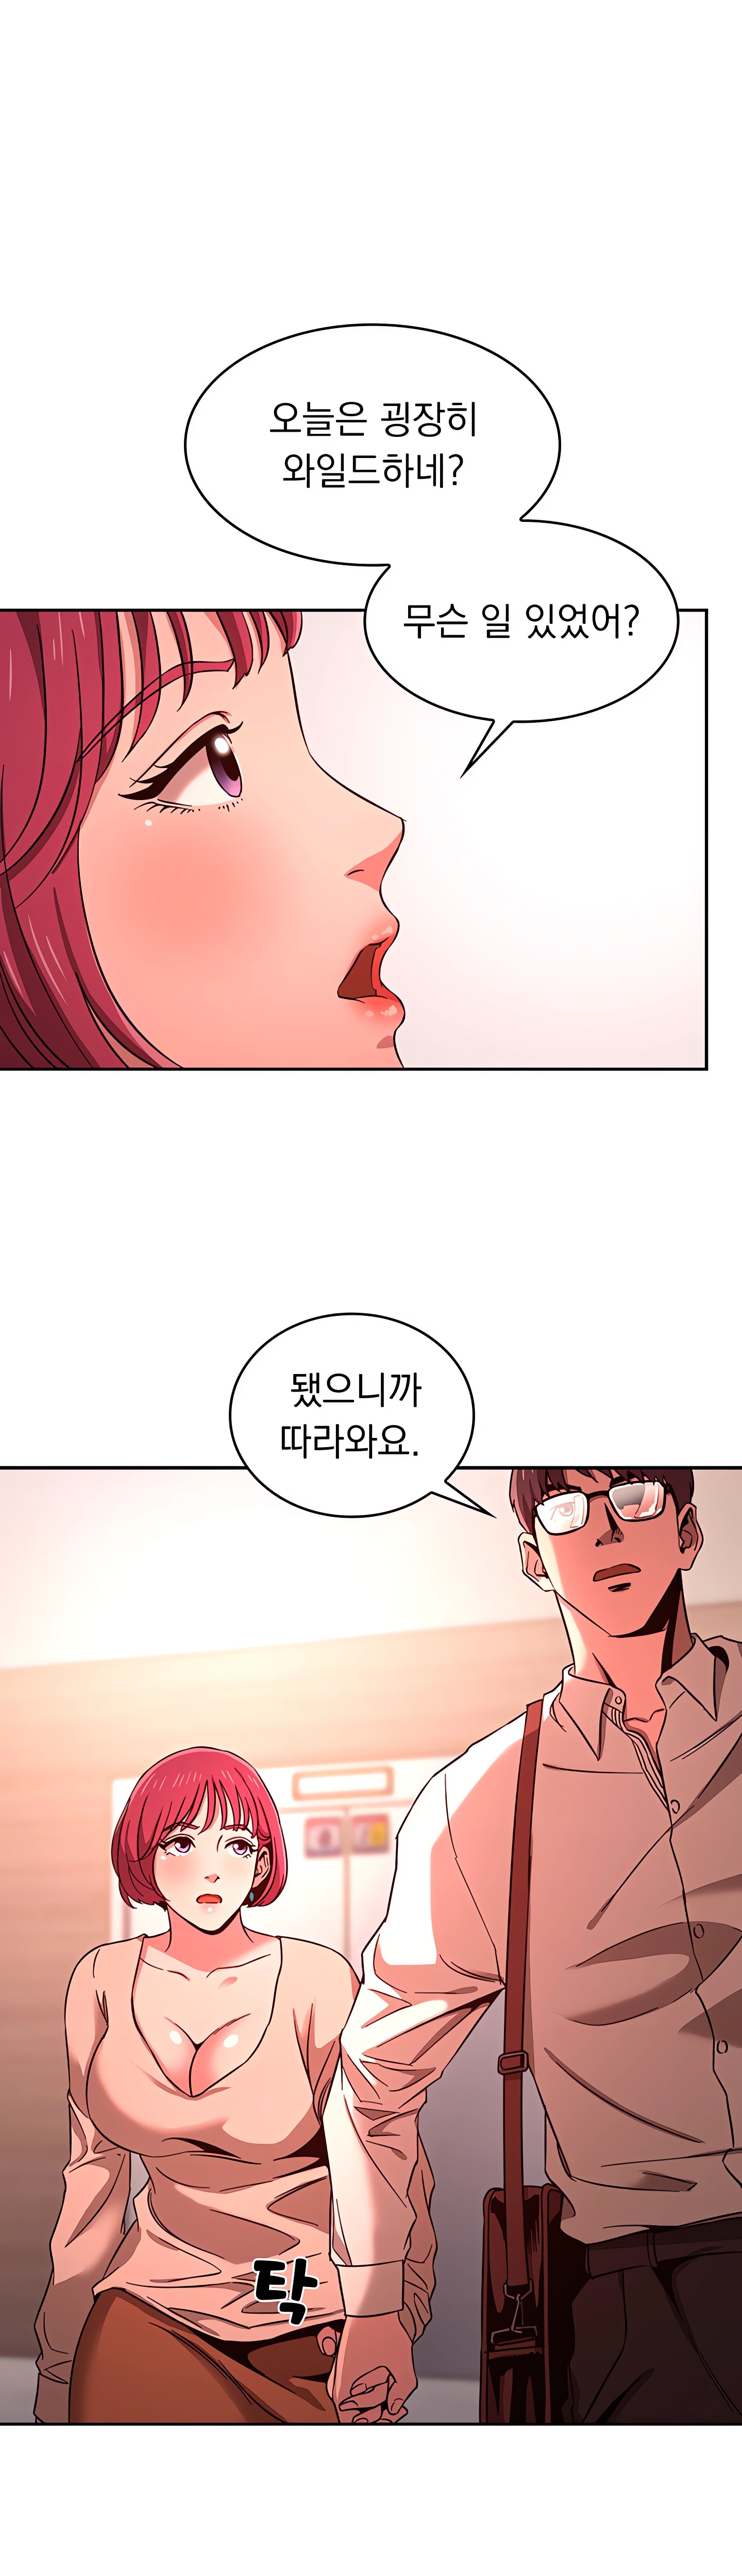 오늘은 굉장히
와일드하네?
무슨 일 있었어?
됐으니까
따라와요.
탁